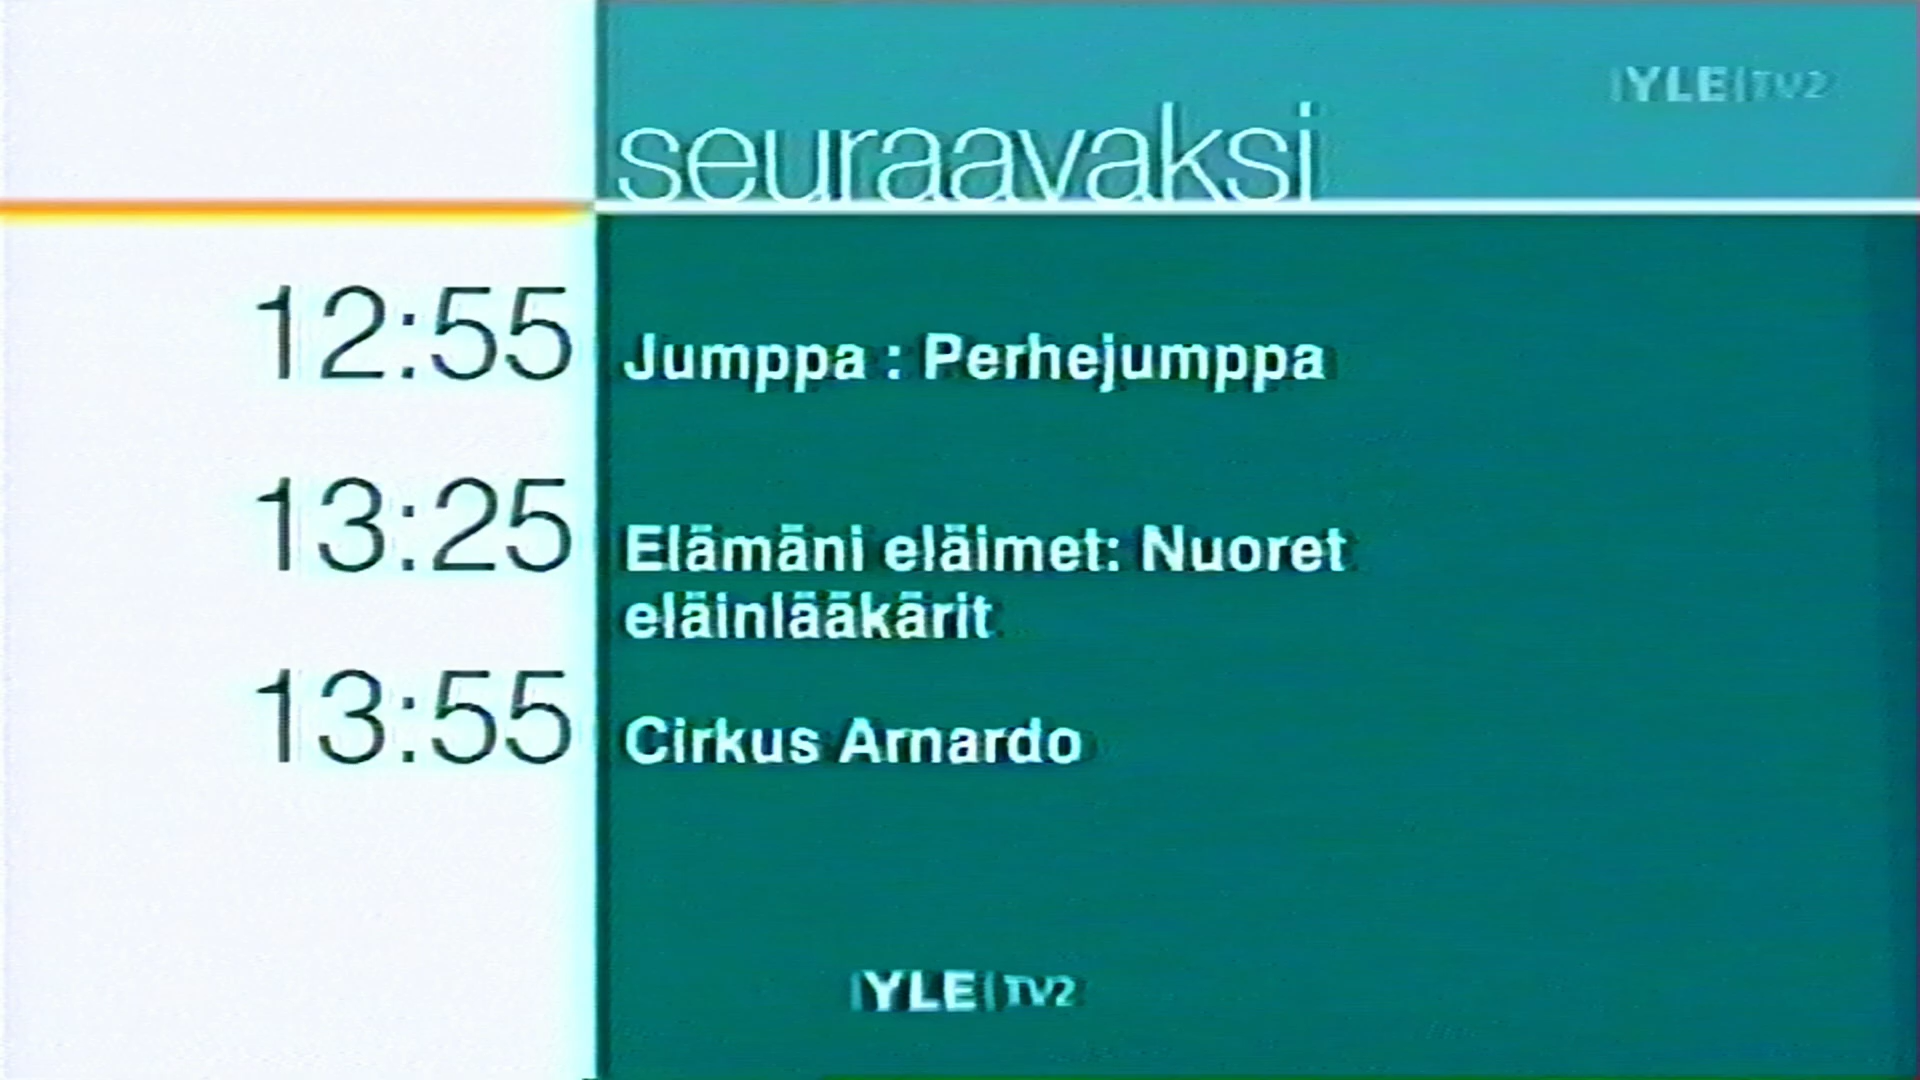 YLE TV2
seuraavaksi
12:55 Jumppa : Perhejumppa
13:25 Elämäni eläimet: Nuoret
eläinlääkärit
13:55 Cirkus Arnardo
YLE TV2